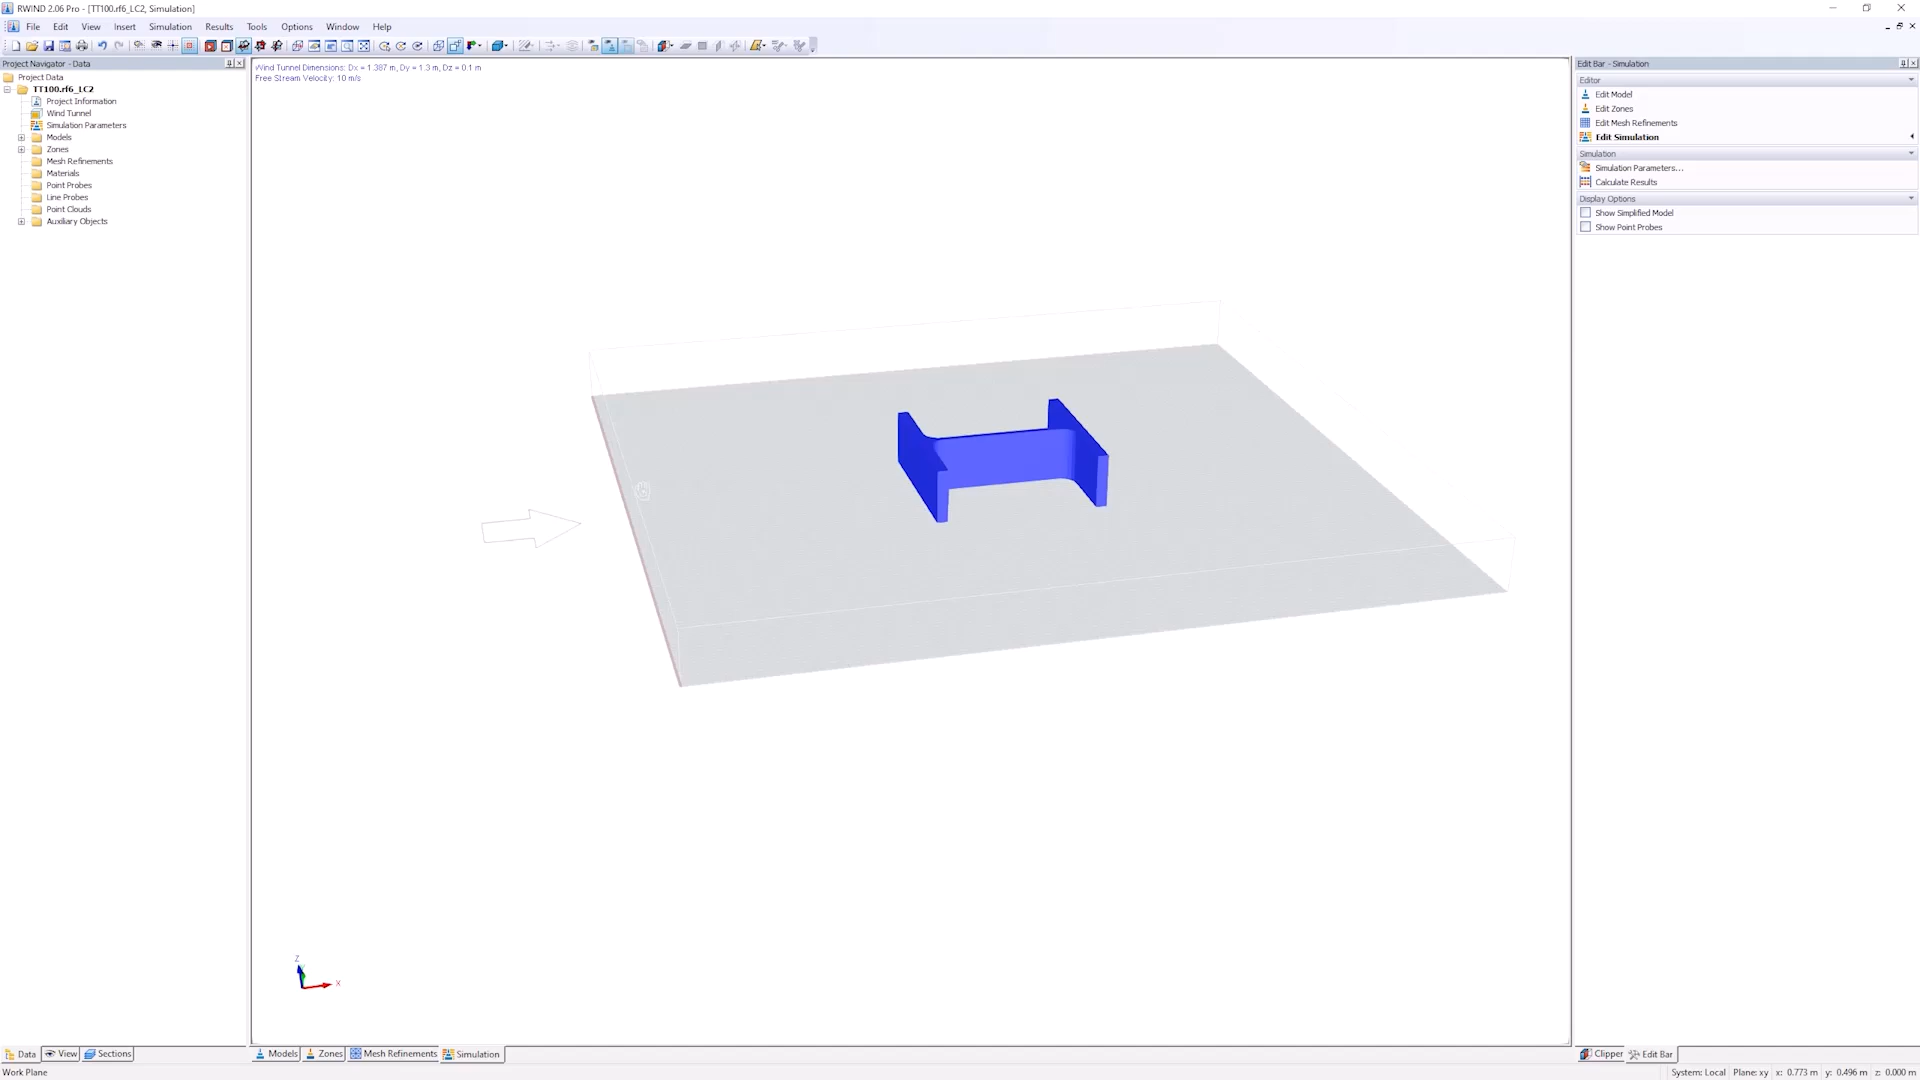 RWIND 2.06 Pro - [TT100.rf6_LC2, Simulation]
File Edit View Insert Simulation Results Tools Options Window Help
Project Navigator - Data
Project Data
TT100.rf6_LC2
Project Information
Wind Tunnel
Simulation Parameters
Models
Zones
Mesh Refinements
Materials
Point Probes
Line Probes
Point Clouds
Auxiliary Objects
Wind Tunnel Dimensions: Dx = 1.387 m, Dy = 1.3 m, Dz = 0.1 m
Free Stream Velocity: 10 m/s
Z
X
Edit Bar - Simulation
Editor
Edit Model
Edit Zones
Edit Mesh Refinements
Edit Simulation
Simulation
Simulation Parameters...
Calculate Results
Display Options
Show Simplified Model
Show Point Probes
Data View Sections
Models Zones Mesh Refinements Simulation
Clipper Edit Bar
Work Plane
System: Local Plane: xy x: 0.773 m y: 0.496 m z: 0.000 m